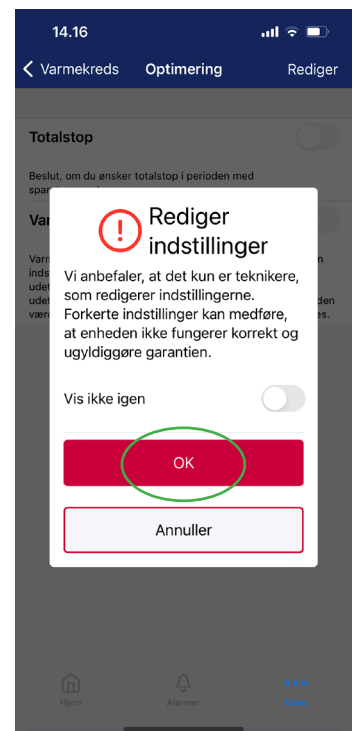 14.16
Varmekreds Optimering Rediger
Totalstop
Beslut, om du ønsker totalstop i perioden med
Rediger
indstillinger
Vi anbefaler, at det kun er teknikere,
som redigerer indstillingerne.
Forkerte indstillinger kan medføre,
at enheden ikke fungerer korrekt og
ugyldiggøre garantien.
Vis ikke igen
OK
Annuller
Hjem Alarmer Mere